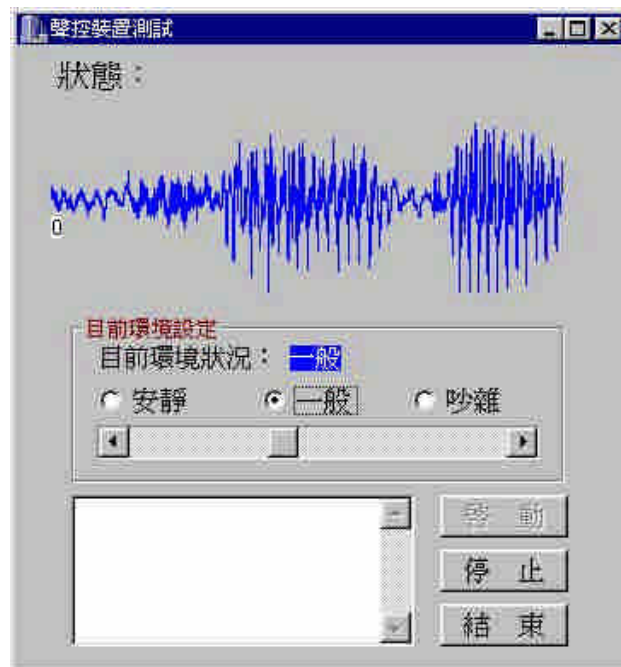 聲控裝置測試
狀態：
0
目前環境設定
目前環境狀況： 一般
安靜 一般 吵雜
啓 動
停 止
結 束